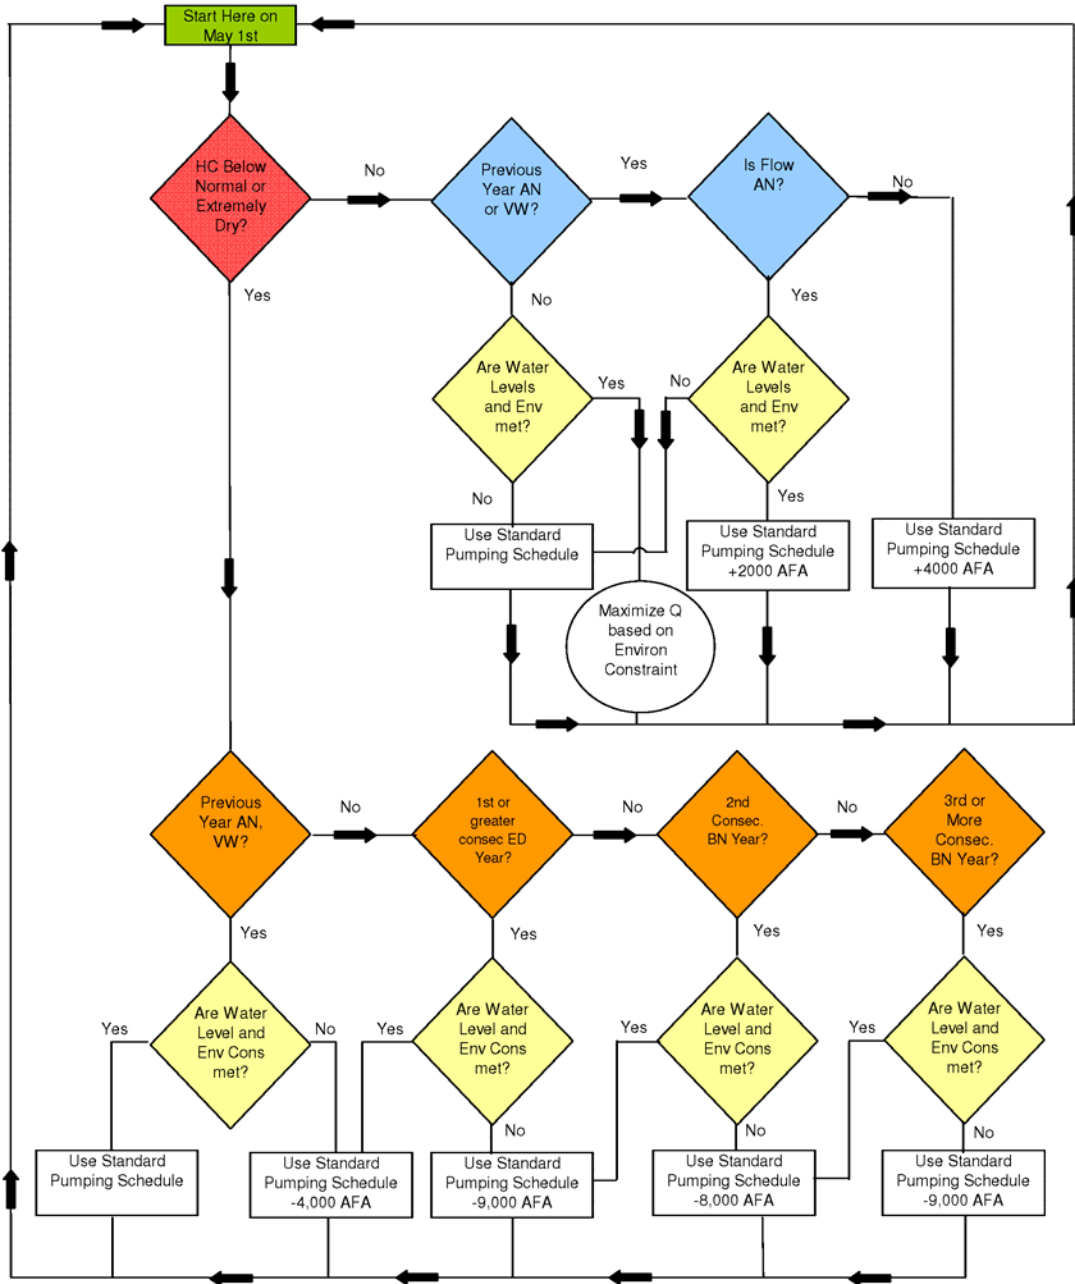 Start Here on
May 1st
HC Below
Normal or
Extremely
Dry?
No
Previous
Year AN
or VW?
Yes
Is Flow
AN?
No
Yes
No
Yes
Are Water
Levels
and Env
met?
Yes
No
Are Water
Levels
and Env
met?
No
Yes
Use Standard
Pumping Schedule
Use Standard
Pumping Schedule
+2000 AFA
Use Standard
Pumping Schedule
+4000 AFA
Maximize Q
based on
Environ
Constraint
Previous
Year AN,
VW?
No
1st or
greater
consec ED
Year?
No
2nd
Consec.
BN Year?
No
3rd or
More
Consec.
BN Year?
Yes
Yes
Yes
Yes
Yes
Are Water
Level and
Env Cons
met?
No
Yes
Are Water
Level and
Env Cons
met?
Yes
Are Water
Level and
Env Cons
met?
Yes
Are Water
Level and
Env Cons
met?
No
No
No
Use Standard
Pumping Schedule
Use Standard
Pumping Schedule
-4,000 AFA
Use Standard
Pumping Schedule
-9,000 AFA
Use Standard
Pumping Schedule
-8,000 AFA
Use Standard
Pumping Schedule
-9,000 AFA